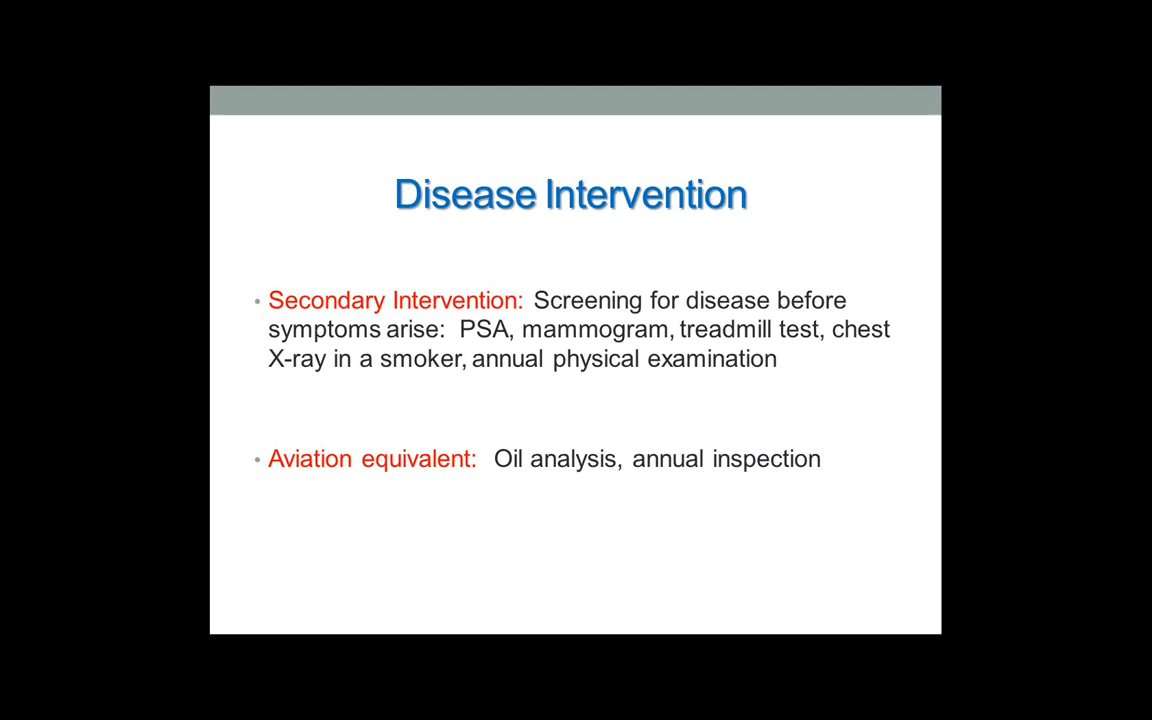 Disease Intervention
• Secondary Intervention: Screening for disease before
symptoms arise: PSA, mammogram, treadmill test, chest
X-ray in a smoker, annual physical examination
• Aviation equivalent: Oil analysis, annual inspection